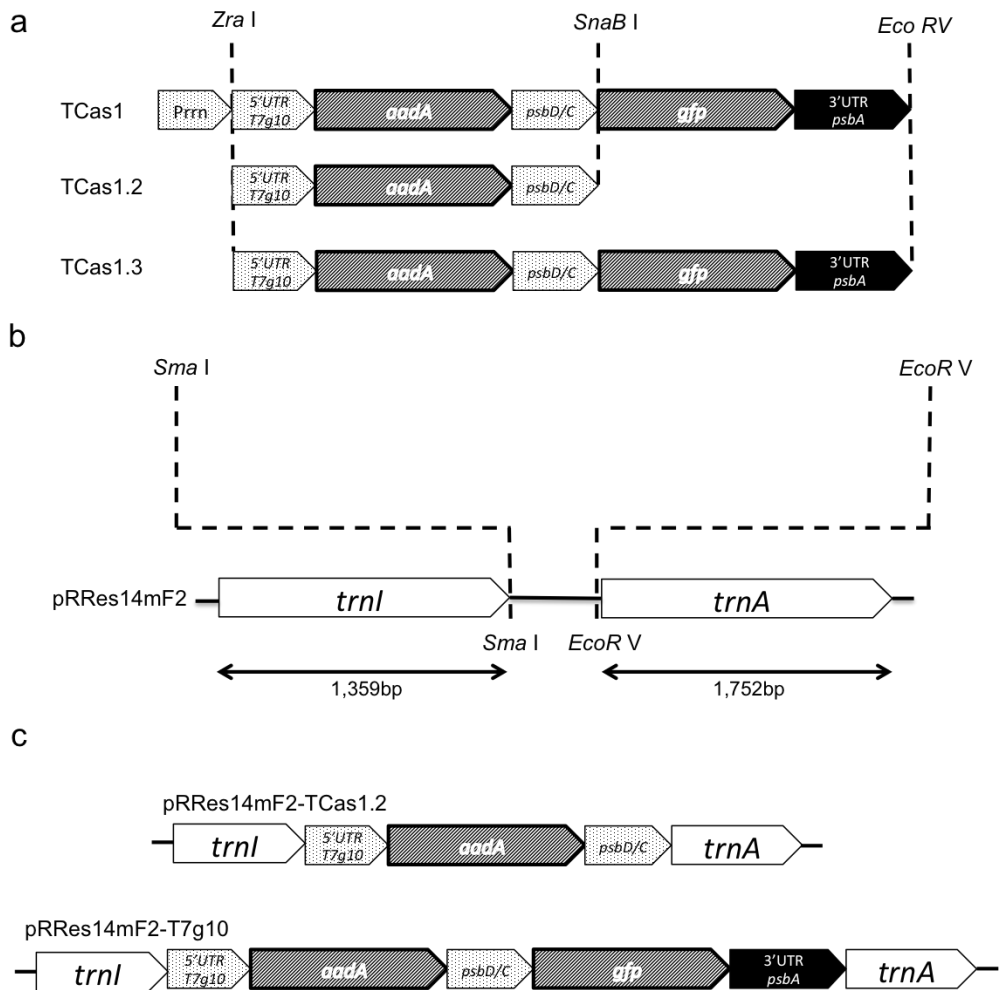 a
Zra I
SnaB I
Eco RV
TCas1
Prrn
5'UTR
T7g10
aadA
psbD/C
gfp
3'UTR
psbA
TCas1.2
5'UTR
T7g10
aadA
psbD/C
TCas1.3
5'UTR
T7g10
aadA
psbD/C
gfp
3'UTR
psbA
b
Sma I
EcoR V
pRRes14mF2
trnI
trnA
Sma I
EcoR V
1,359bp
1,752bp
c
pRRes14mF2-TCas1.2
trnI
5'UTR
T7g10
aadA
psbD/C
trnA
pRRes14mF2-T7g10
trnI
5'UTR
T7g10
aadA
psbD/C
gfp
3'UTR
psbA
trnA